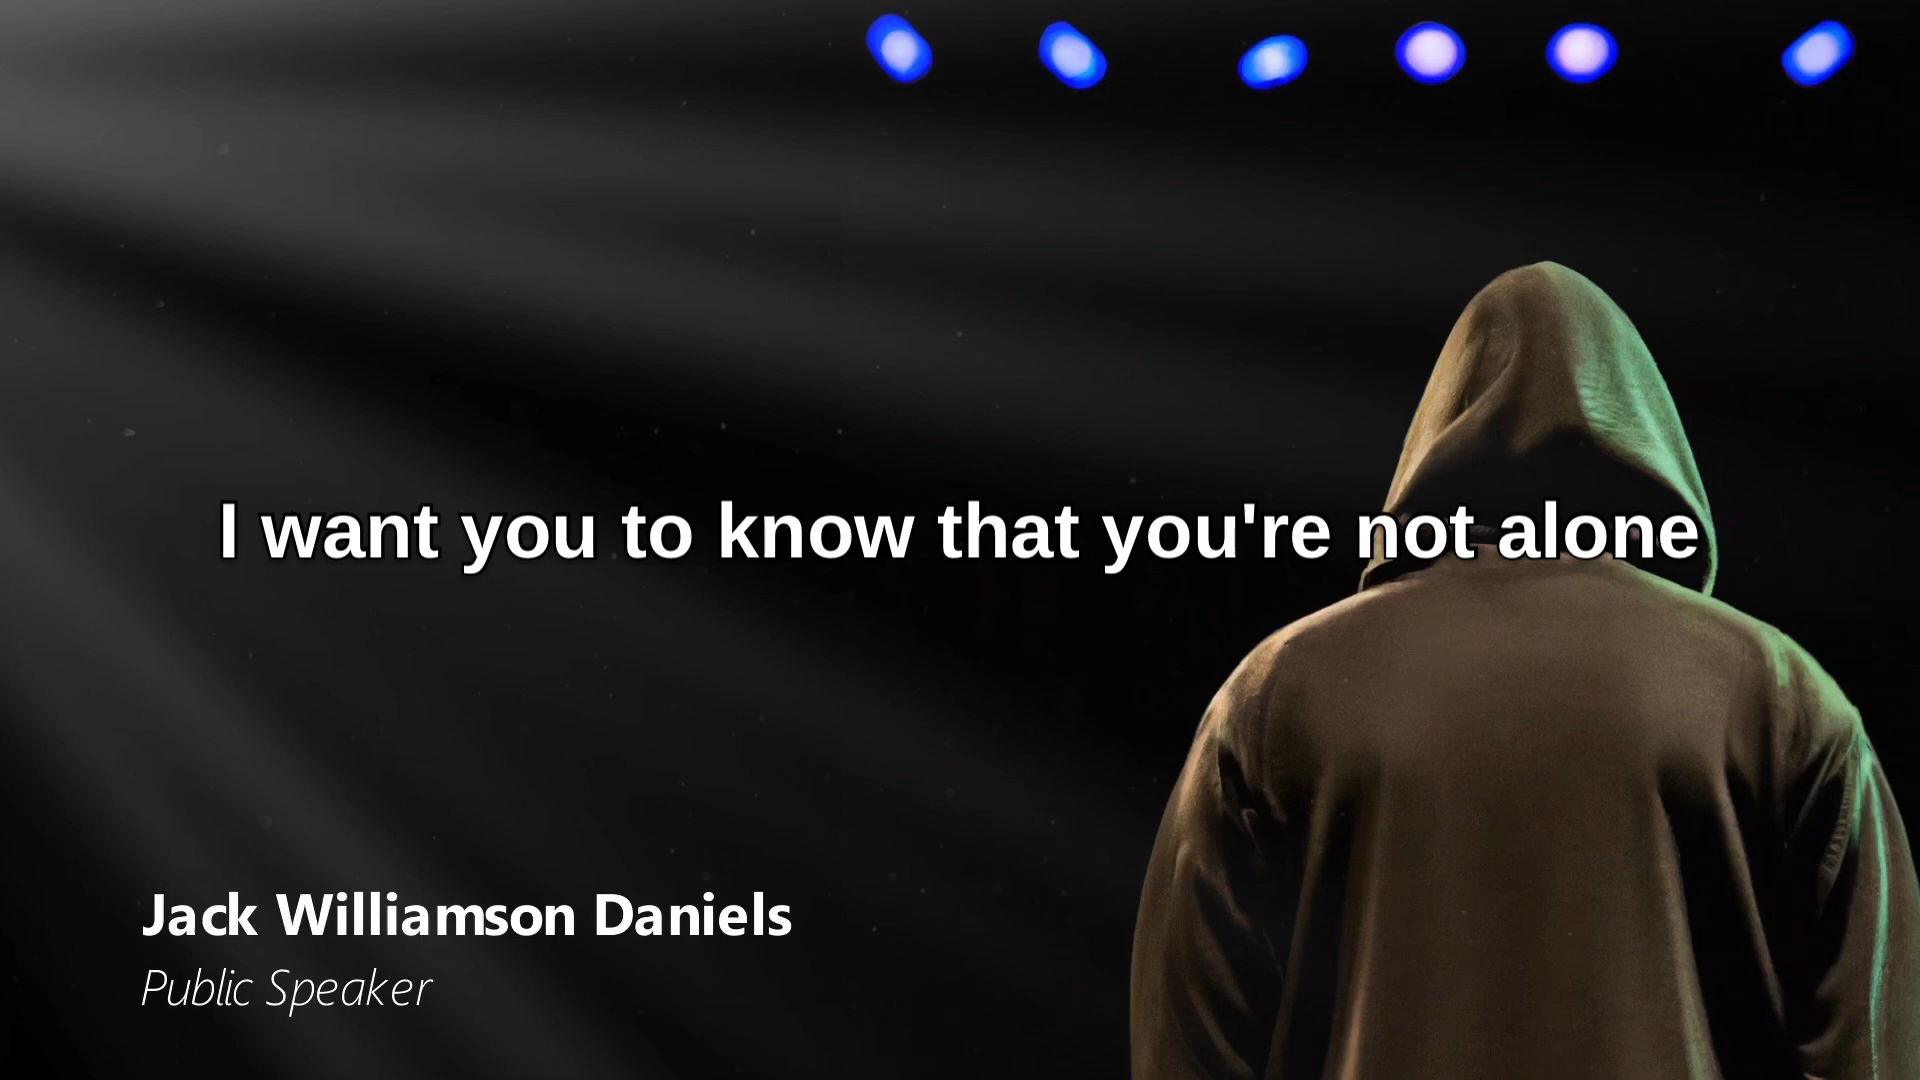 I want you to know that you're not alone
Jack Williamson Daniels
Public Speaker